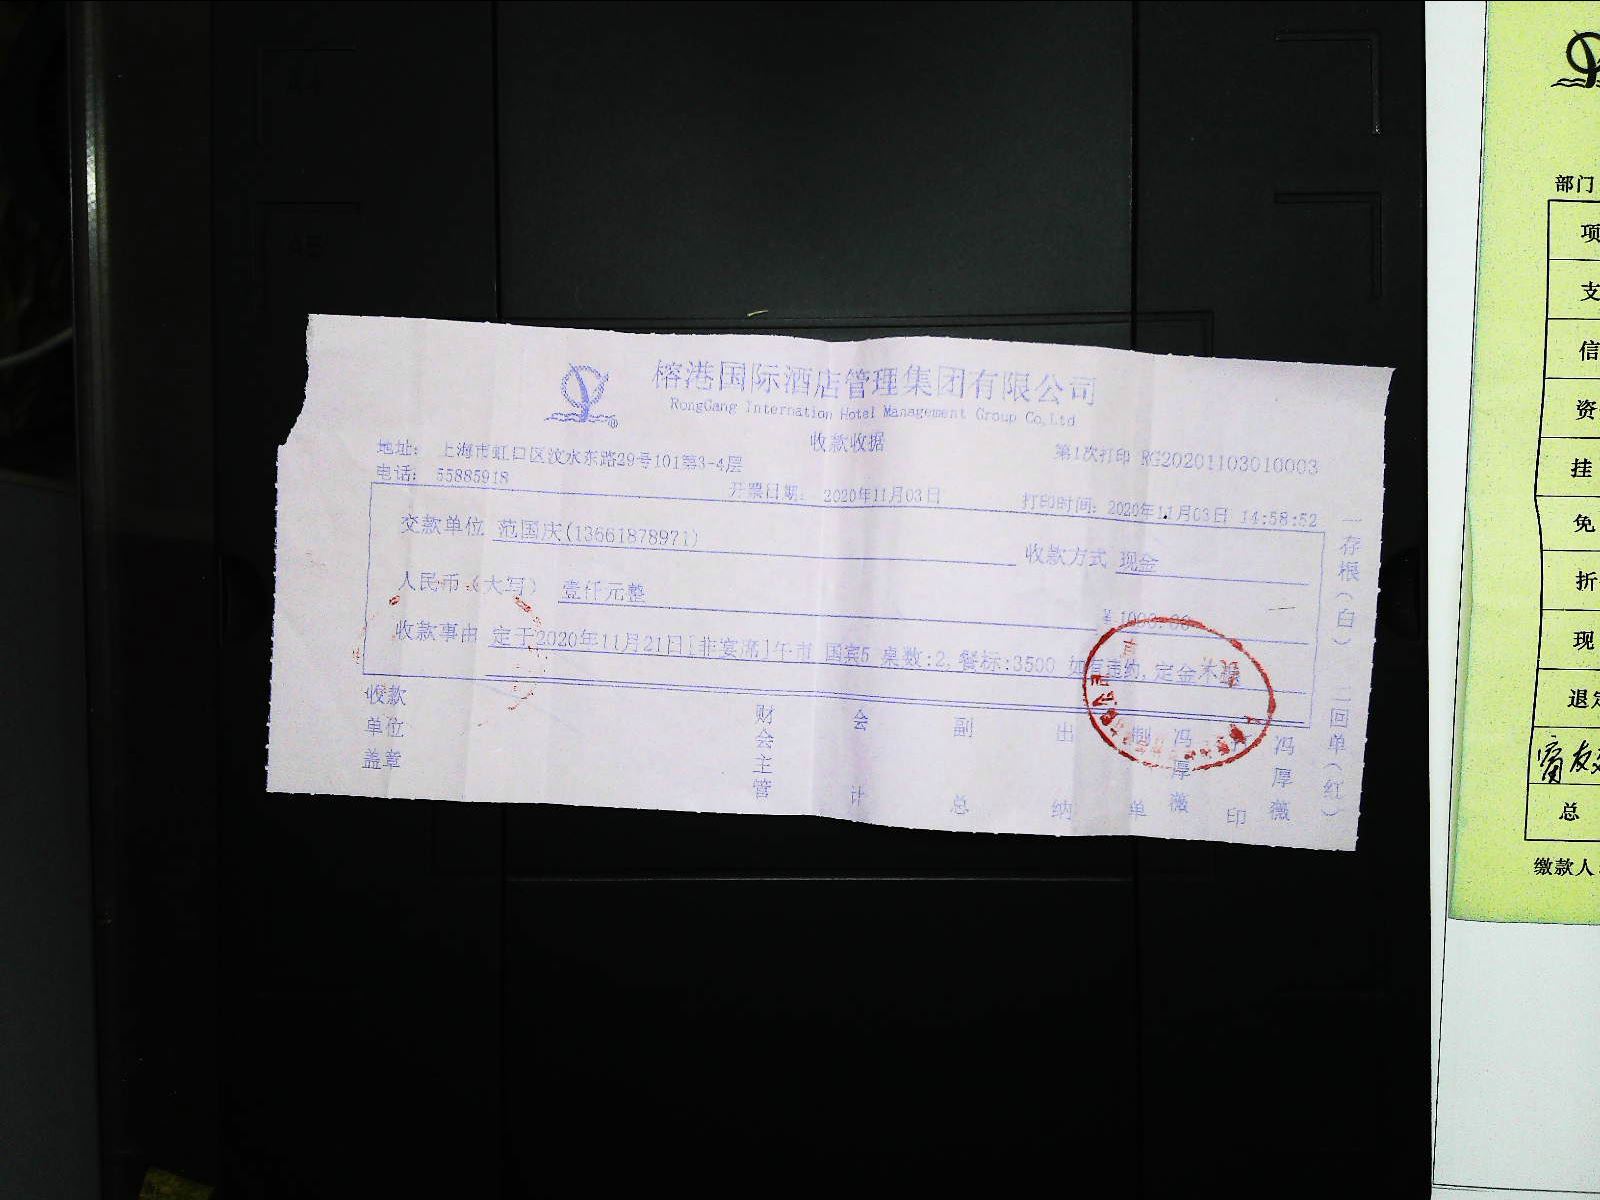 榕港国际酒店管理集团有限公司
RongGang Internation Hotel Management Group Co,Ltd
收款收据
地址: 上海市虹口区汶水东路29号101第3-4层
第1次打印 RG20201103010003
电话: 55885918
开票日期: 2020年11月03日
打印时间: 2020年11月03日 14:58:52
交款单位 范国庆(13661878971)
收款方式 现金
人民币(大写) 壹仟元整
¥1000.00
收款事由 定于2020年11月21日[非宴席]午市 国宾5 桌数:2,餐标:3500 如有违约,定金不退
收款单位盖章
财会主管
会计
副总
出纳
制单
冯厚薇
打印
冯厚薇
一存根(白)
二回单(红)
部门
项
支
信
资
挂
免
折
现
退定
总
缴款人: